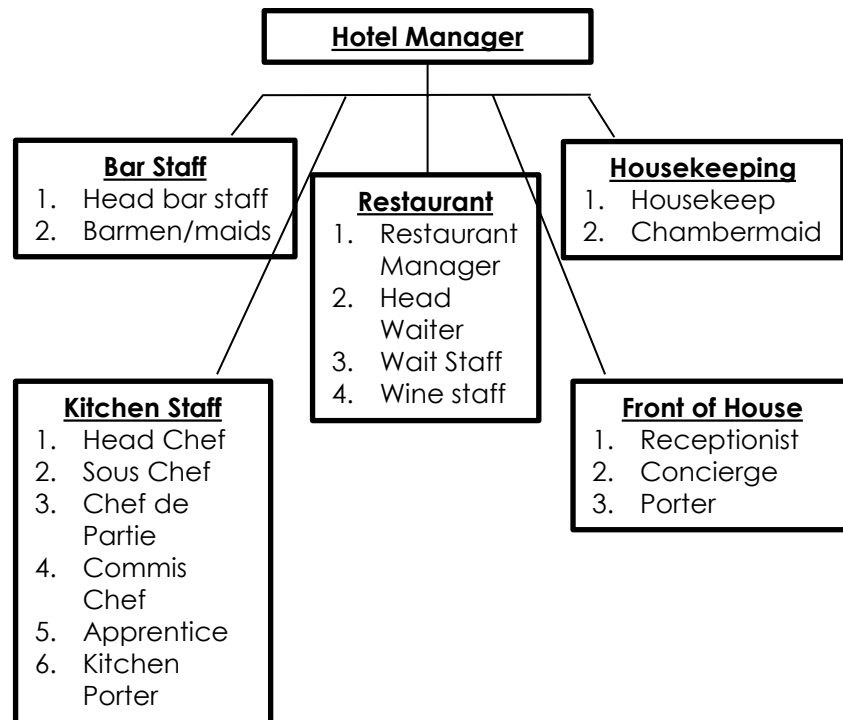 Hotel Manager
Bar Staff
1. Head bar staff
2. Barmen/maids
Restaurant
1. Restaurant
Manager
2. Head
Waiter
3. Wait Staff
4. Wine staff
Housekeeping
1. Housekeep
2. Chambermaid
Kitchen Staff
1. Head Chef
2. Sous Chef
3. Chef de
Partie
4. Commis
Chef
5. Apprentice
6. Kitchen
Porter
Front of House
1. Receptionist
2. Concierge
3. Porter